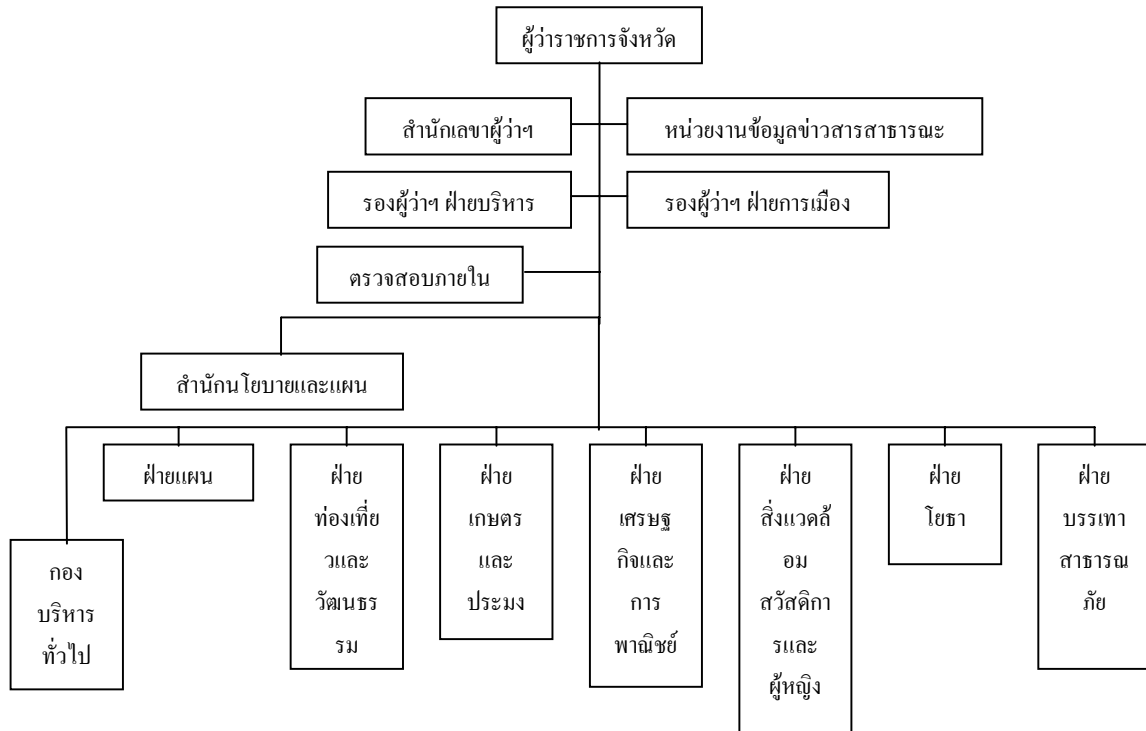 ผู้ว่าราชการจังหวัด
สำนักเลขาผู้ว่าฯ
หน่วยงานข้อมูลข่าวสารสาธารณะ
รองผู้ว่าฯ ฝ่ายบริหาร
รองผู้ว่าฯ ฝ่ายการเมือง
ตรวจสอบภายใน
สำนักนโยบายและแผน
กอง
บริหาร
ทั่วไป
ฝ่ายแผน
ฝ่าย
ท่องเที่ย
วและ
วัฒนธร
รม
ฝ่าย
เกษตร
และ
ประมง
ฝ่าย
เศรษฐ
กิจและ
การ
พาณิชย์
ฝ่าย
สิ่งแวดล้
อม
สวัสดิกา
รและ
ผู้หญิง
ฝ่าย
โยธา
ฝ่าย
บรรเทา
สาธารณ
ภัย